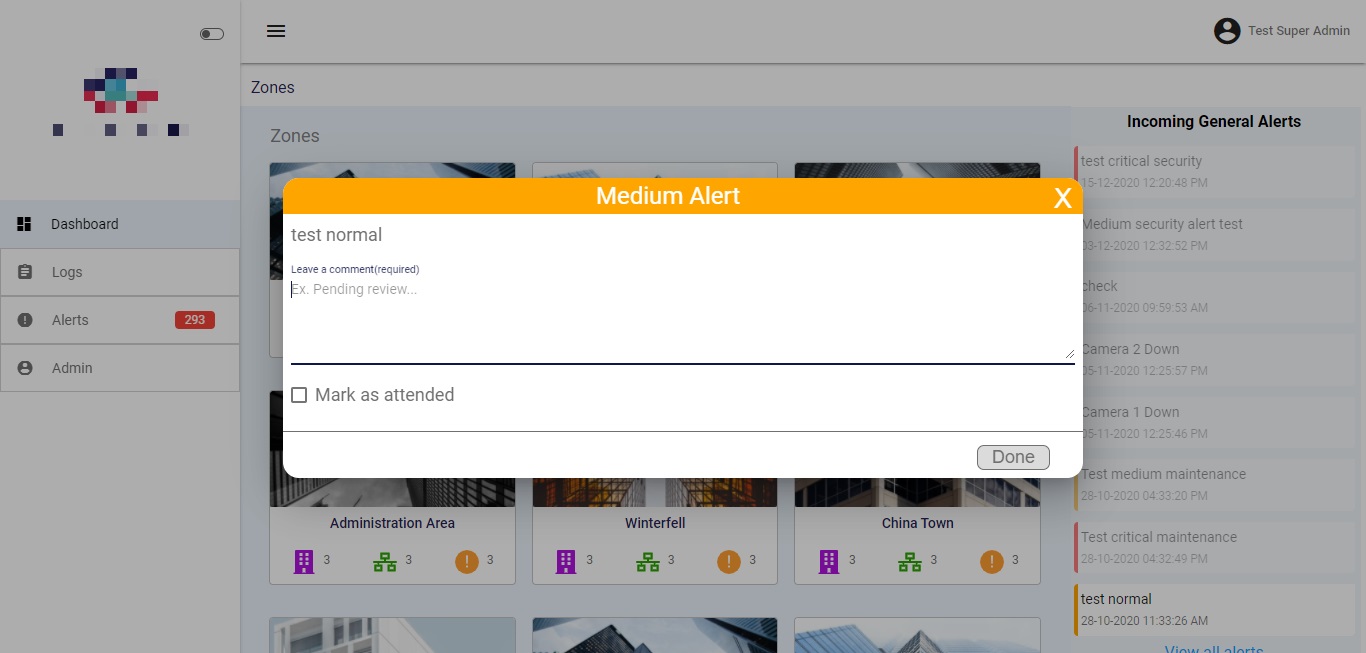 Test Super Admin
Zones
Dashboard
Logs
Alerts 293
Admin
Zones
Medium Alert X
test normal
Leave a comment(required)
Ex. Pending review...
Mark as attended
Done
Administration Area
3 3 3
Winterfell
3 3 3
China Town
3 3 3
Incoming General Alerts
test critical security
15-12-2020 12:20:48 PM
Medium security alert test
03-12-2020 12:32:52 PM
check
06-11-2020 09:59:53 AM
Camera 2 Down
05-11-2020 12:25:57 PM
Camera 1 Down
05-11-2020 12:25:46 PM
Test medium maintenance
28-10-2020 04:33:20 PM
Test critical maintenance
28-10-2020 04:32:49 PM
test normal
28-10-2020 11:33:26 AM
View all alerts